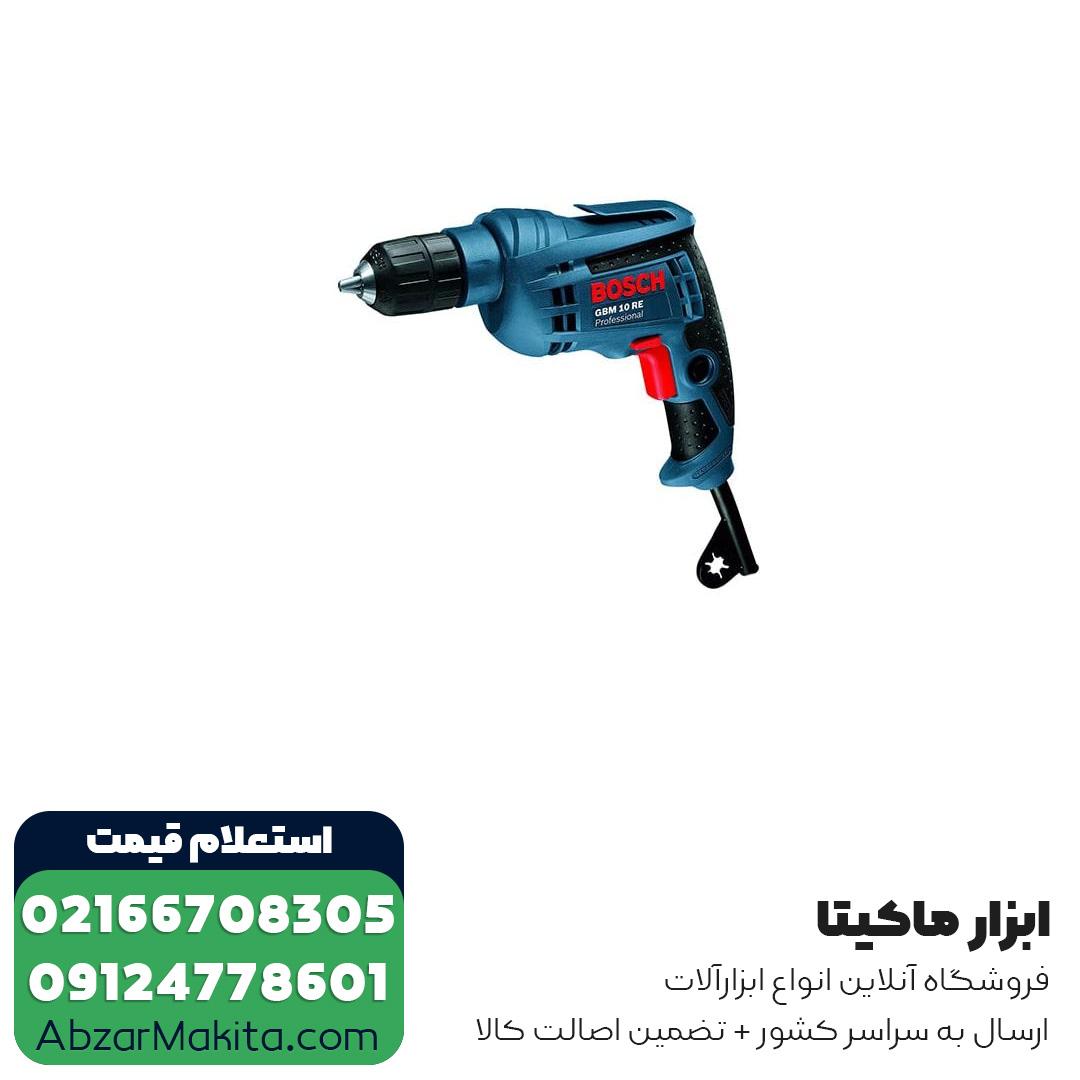 BOSCH
GBM 10 RE
Professional
استعلام قیمت
02166708305
09124778601
AbzarMakita.com
ابزار ماکیتا
فروشگاه آنلاین انواع ابزارآلات
ارسال به سراسر کشور + تضمین اصالت کالا